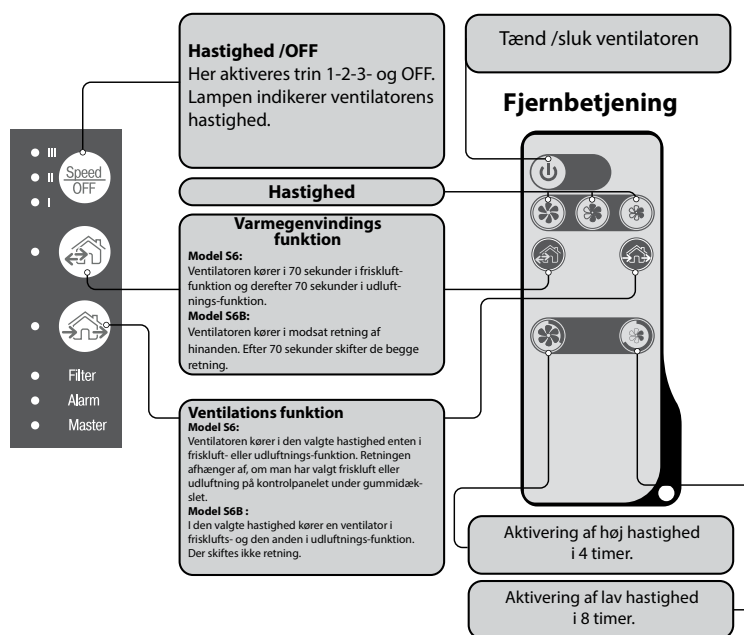 Hastighed /OFF
Her aktiveres trin 1-2-3- og OFF.
Lampen indikerer ventilatorens
hastighed.
Tænd /sluk ventilatoren
Fjernbetjening
III
II
I
Speed
OFF
Hastighed
Varmegenvindings
funktion
Model S6:
Ventilatoren kører i 70 sekunder i friskluft-
funktion og derefter 70 sekunder i udluft-
nings-funktion.
Model S6B:
Ventilatoren kører i modsat retning af
hinanden. Efter 70 sekunder skifter de begge
retning.
Filter
Alarm
Master
Ventilations funktion
Model S6:
Ventilatoren kører i den valgte hastighed enten i
friskluft- eller udluftnings-funktion. Retningen
afhænger af, om man har valgt friskluft eller
udluftning på kontrolpanelet under gummidæk-
slet.
Model S6B :
I den valgte hastighed kører en ventilator i
frisklufts- og den anden i udluftnings-funktion.
Der skiftes ikke retning.
Aktivering af høj hastighed
i 4 timer.
Aktivering af lav hastighed
i 8 timer.